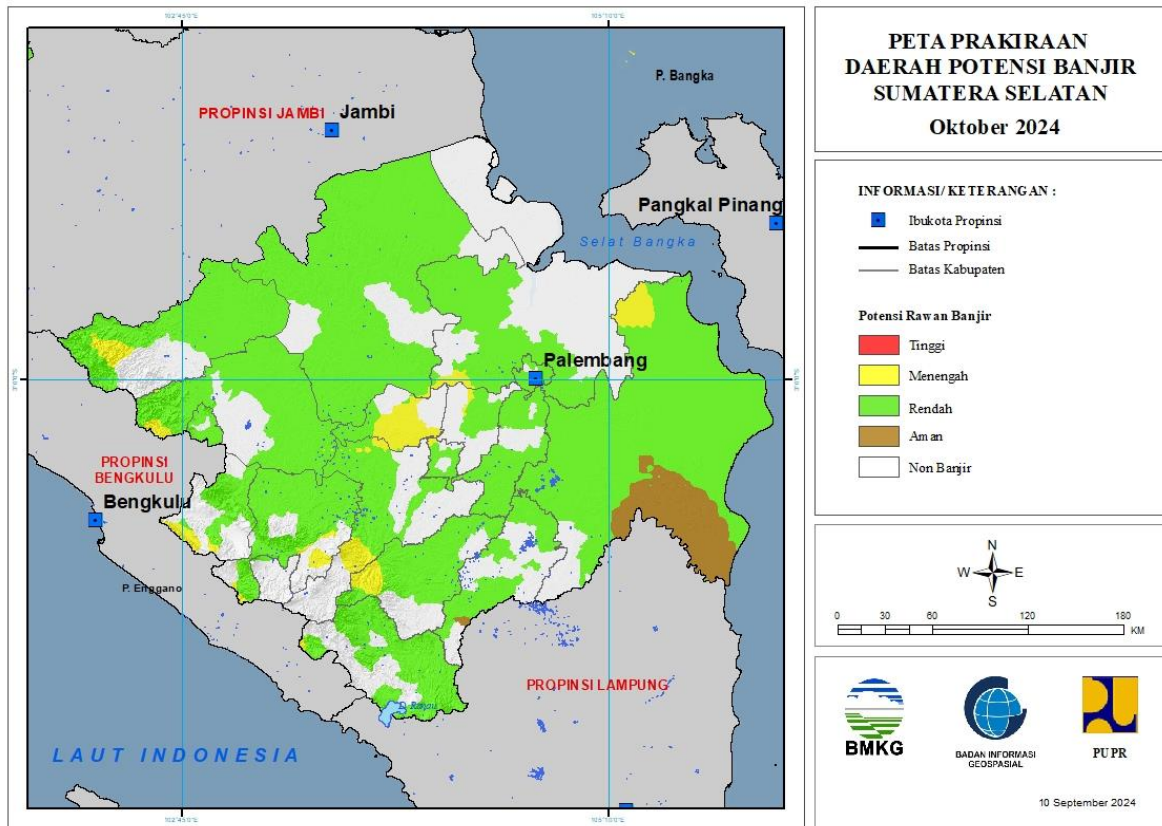 PETA PRAKIRAAN
DAERAH POTENSI BANJIR
SUMATERA SELATAN
Oktober 2024
P. Bangka
PROPINSI JAMBI
Jambi
Pangkal Pinang
Selat Bangka
Palembang
PROPINSI
BENGKULU
Bengkulu
P. Enggano
PROPINSI LAMPUNG
D. Ranau
LAUT INDONESIA
INFORMASI/ KETERANGAN :
Ibukota Propinsi
Batas Propinsi
Batas Kabupaten
Potensi Rawan Banjir
Tinggi
Menengah
Rendah
Aman
Non Banjir
N
W E
S
0 30 60 120 180
KM
BMKG
BADAN INFORMASI
GEOSPASIAL
PUPR
10 September 2024